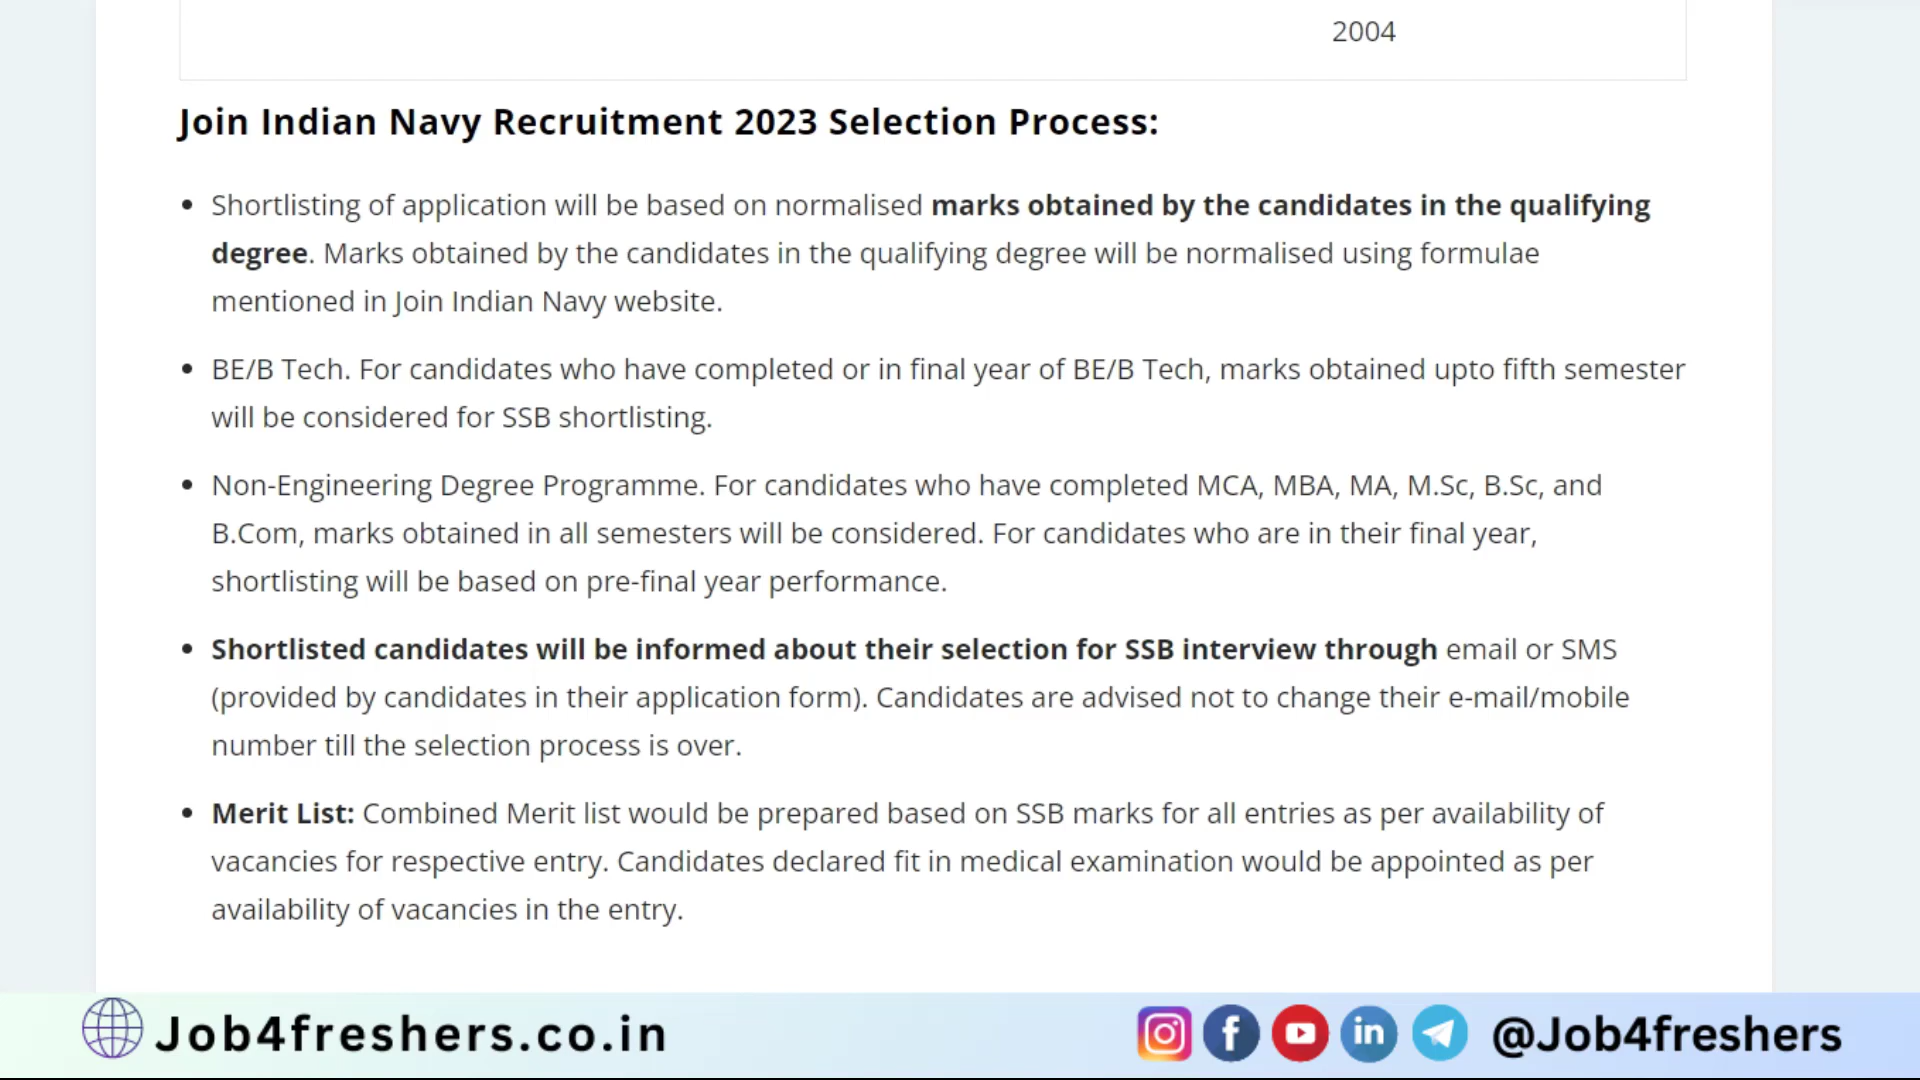 2004
Join Indian Navy Recruitment 2023 Selection Process:
Shortlisting of application will be based on normalised marks obtained by the candidates in the qualifying
degree. Marks obtained by the candidates in the qualifying degree will be normalised using formulae
mentioned in Join Indian Navy website.
BE/B Tech. For candidates who have completed or in final year of BE/B Tech, marks obtained upto fifth semester
will be considered for SSB shortlisting.
Non-Engineering Degree Programme. For candidates who have completed MCA, MBA, MA, M.Sc, B.Sc, and
B.Com, marks obtained in all semesters will be considered. For candidates who are in their final year,
shortlisting will be based on pre-final year performance.
Shortlisted candidates will be informed about their selection for SSB interview through email or SMS
(provided by candidates in their application form). Candidates are advised not to change their e-mail/mobile
number till the selection process is over.
Merit List: Combined Merit list would be prepared based on SSB marks for all entries as per availability of
vacancies for respective entry. Candidates declared fit in medical examination would be appointed as per
availability of vacancies in the entry.
Job4freshers.co.in @Job4freshers